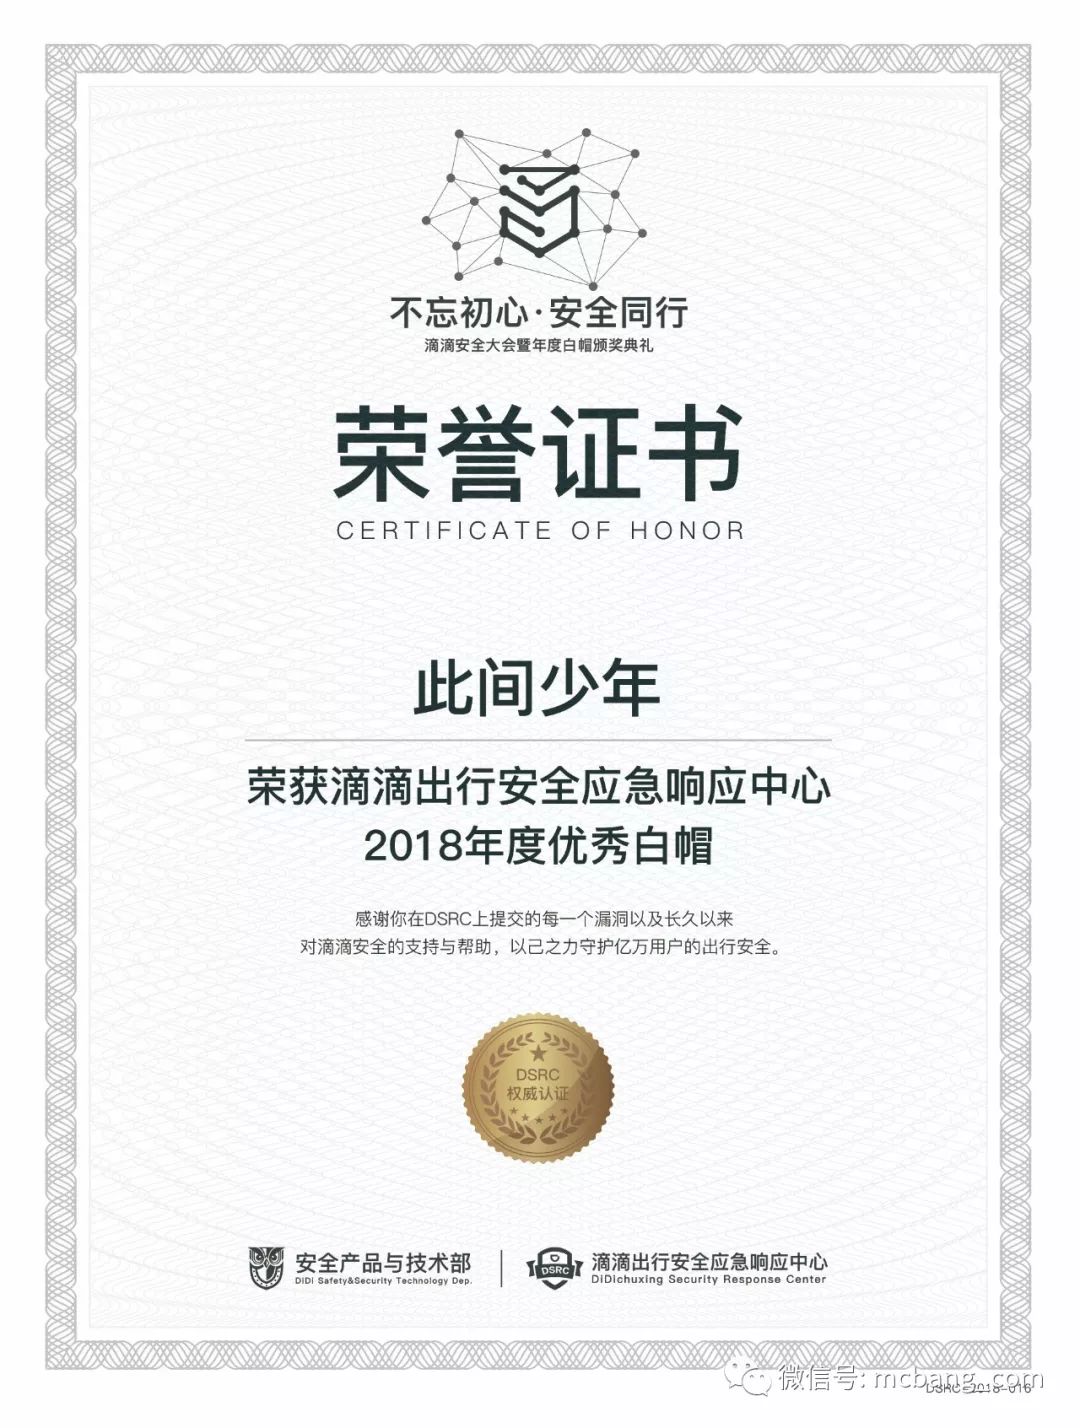 不忘初心·安全同行
滴滴安全大会暨年度白帽颁奖典礼
荣誉证书
CERTIFICATE OF HONOR
此间少年
荣获滴滴出行安全应急响应中心
2018年度优秀白帽
感谢你在DSRC上提交的每一个漏洞以及长久以来
对滴滴安全的支持与帮助，以己之力守护亿万用户的出行安全。
DSRC
权威认证
安全产品与技术部
DiDi Safety&Security Technology Dep.
DSRC
滴滴出行安全应急响应中心
DiDichuxing Security Response Center
微信号: mcbang_com
DSRC-2018-016